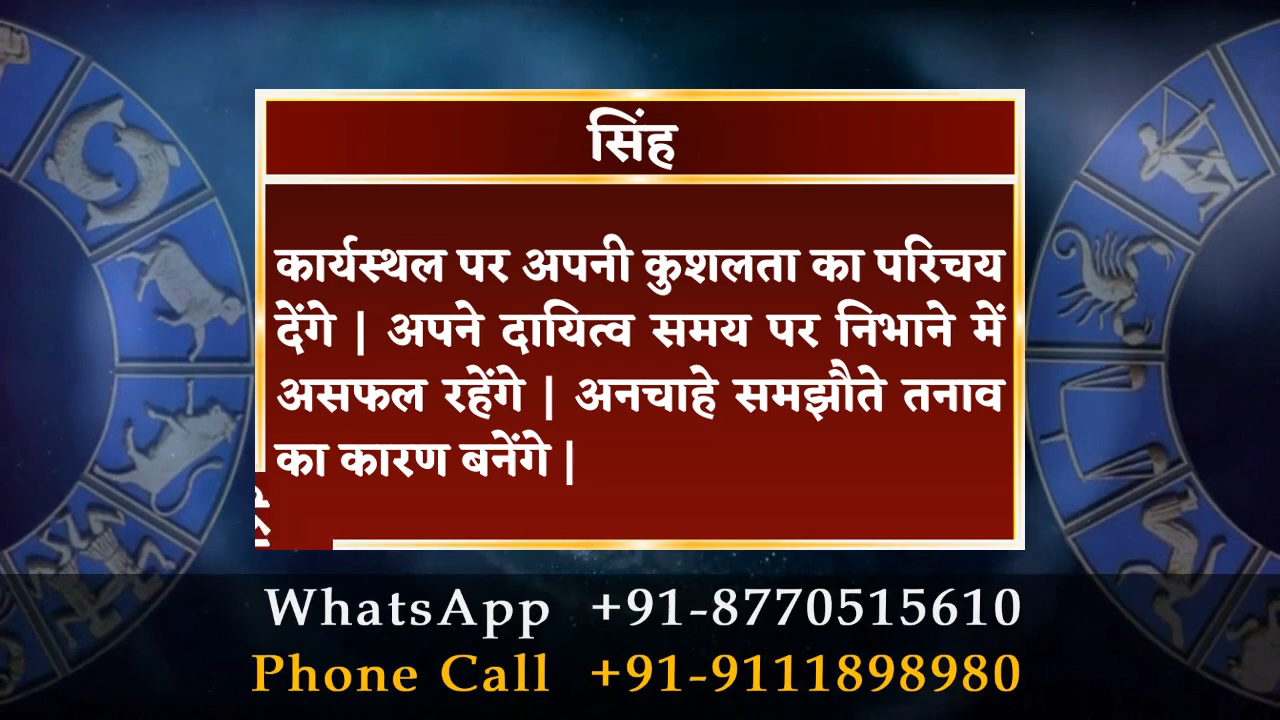 सिंह
कार्यस्थल पर अपनी कुशलता का परिचय
देंगे | अपने दायित्व समय पर निभाने में
असफल रहेंगे | अनचाहे समझौते तनाव
का कारण बनेंगे |
WhatsApp +91-8770515610
Phone Call +91-9111898980